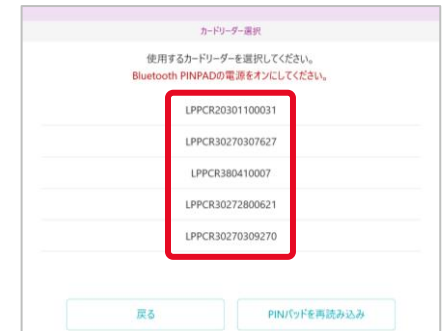 カードリーダー選択
使用するカードリーダーを選択してください。
Bluetooth PINPADの電源をオンにしてください。
LPPCR20301100031
LPPCR30270307627
LPPCR380410007
LPPCR30272800621
LPPCR30270309270
戻る
PINパッドを再読み込み